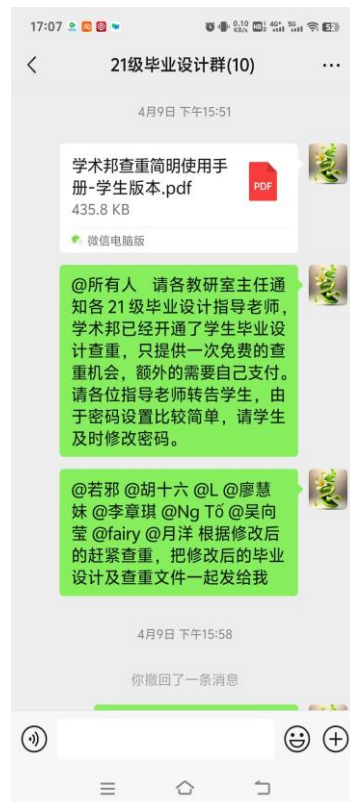 17:07
0.10
KB/s
HD
4G+
5G
52
21级毕业设计群(10)
4月9日 下午15:51
学术邦查重简明使用手
册-学生版本.pdf
PDF
435.8 KB
微信电脑版
@所有人 请各教研室主任通
知各 21 级毕业设计指导老师，
学术邦已经开通了学生毕业设
计查重，只提供一次免费的查
重机会，额外的需要自己支付。
请各位指导老师转告学生，由
于密码设置比较简单，请学生
及时修改密码。
@若邪 @胡十六 @L @廖慧
妹 @李章琪 @Ng Tố @吴向
莹 @fairy @月洋 根据修改后
的赶紧查重，把修改后的毕业
设计及查重文件一起发给我
4月9日 下午15:58
你撤回了一条消息